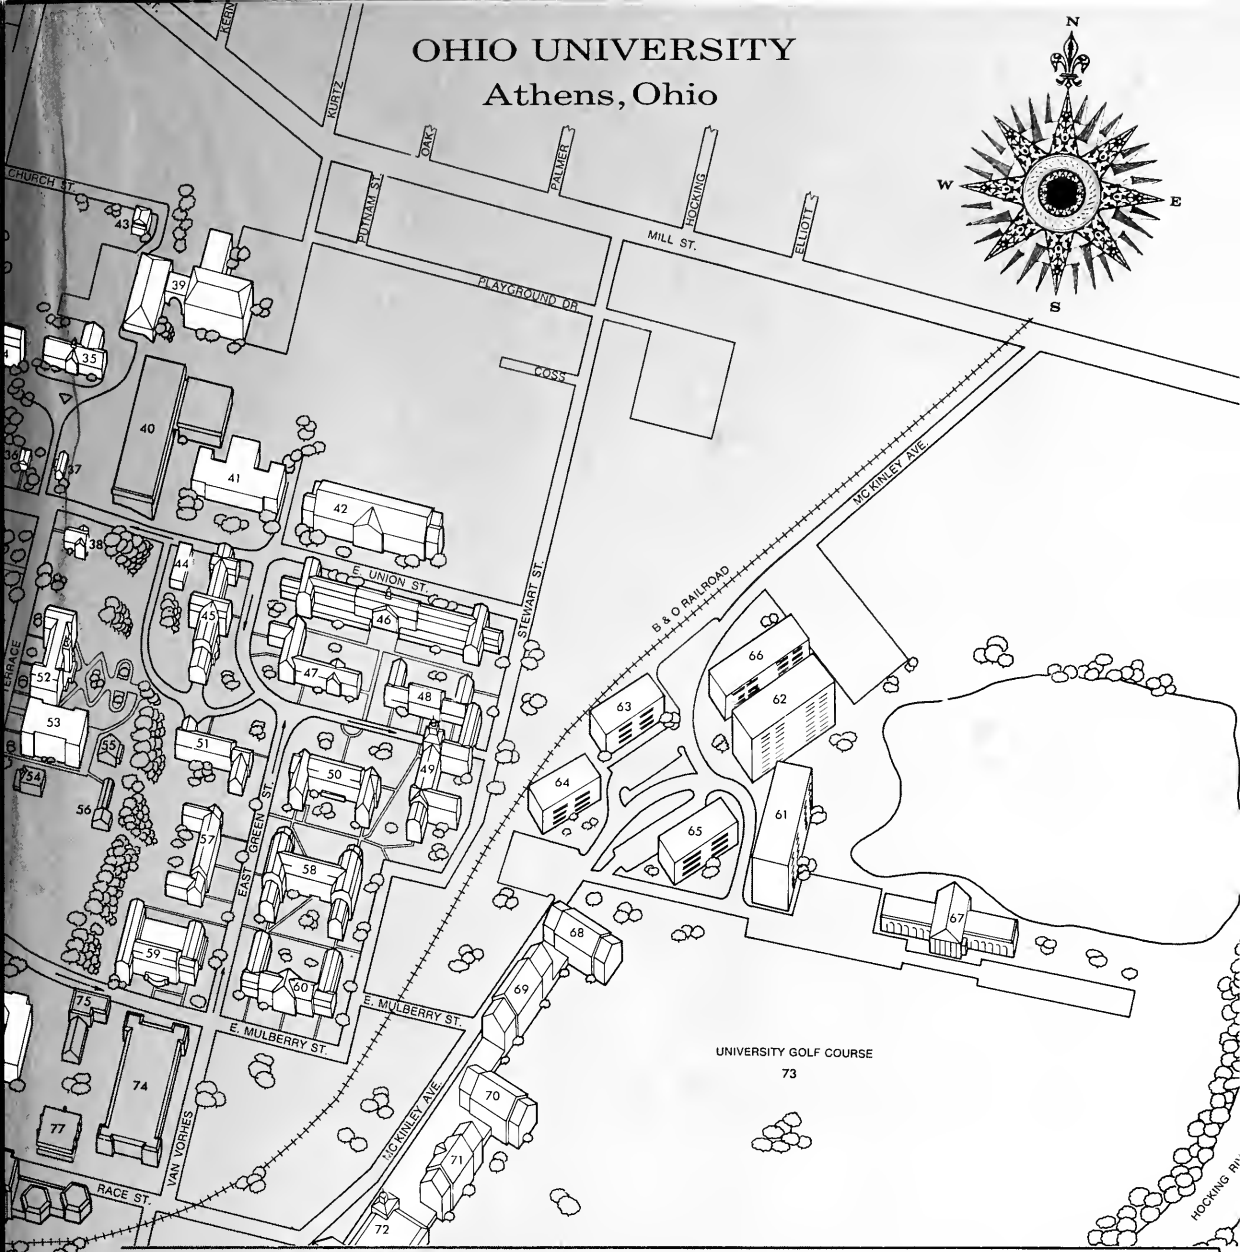 OHIO UNIVERSITY
Athens, Ohio
N
W
E
S
KERN
KURTZ
OAK
PALMER
HOCKING
ELLIOTT
CHURCH ST.
PUTNAM ST.
MILL ST.
PLAYGROUND DR.
COSS
43
39
35
40
41
42
36
37
38
44
45
E. UNION ST.
46
47
48
STEWART ST.
B & O RAILROAD
MC KINLEY AVE.
52
53
55
54
56
51
50
49
57
58
EAST GREEN ST.
59
60
66
62
63
64
65
61
67
68
69
E. MULBERRY ST.
E. MULBERRY ST.
75
74
77
VAN VORHES
RACE ST.
MC KINLEY AVE.
70
71
72
UNIVERSITY GOLF COURSE
73
HOCKING